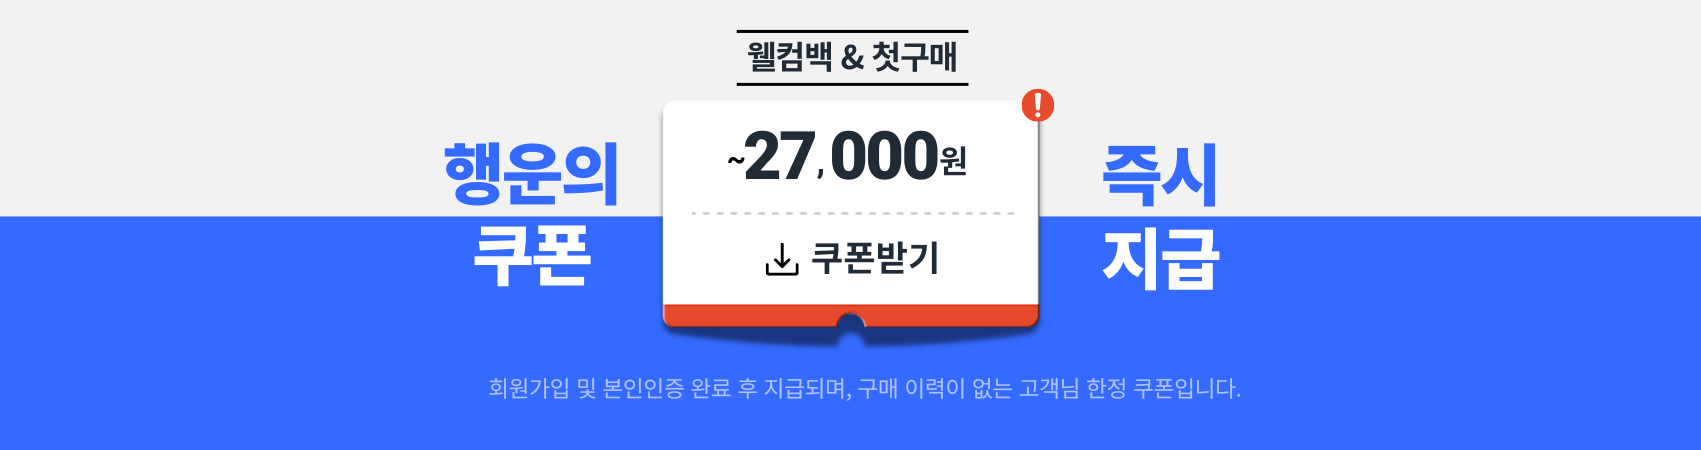 웰컴백 & 첫구매
행운의
쿠폰
~27,000원
쿠폰받기
즉시
지급
회원가입 및 본인인증 완료 후 지급되며, 구매 이력이 없는 고객님 한정 쿠폰입니다.